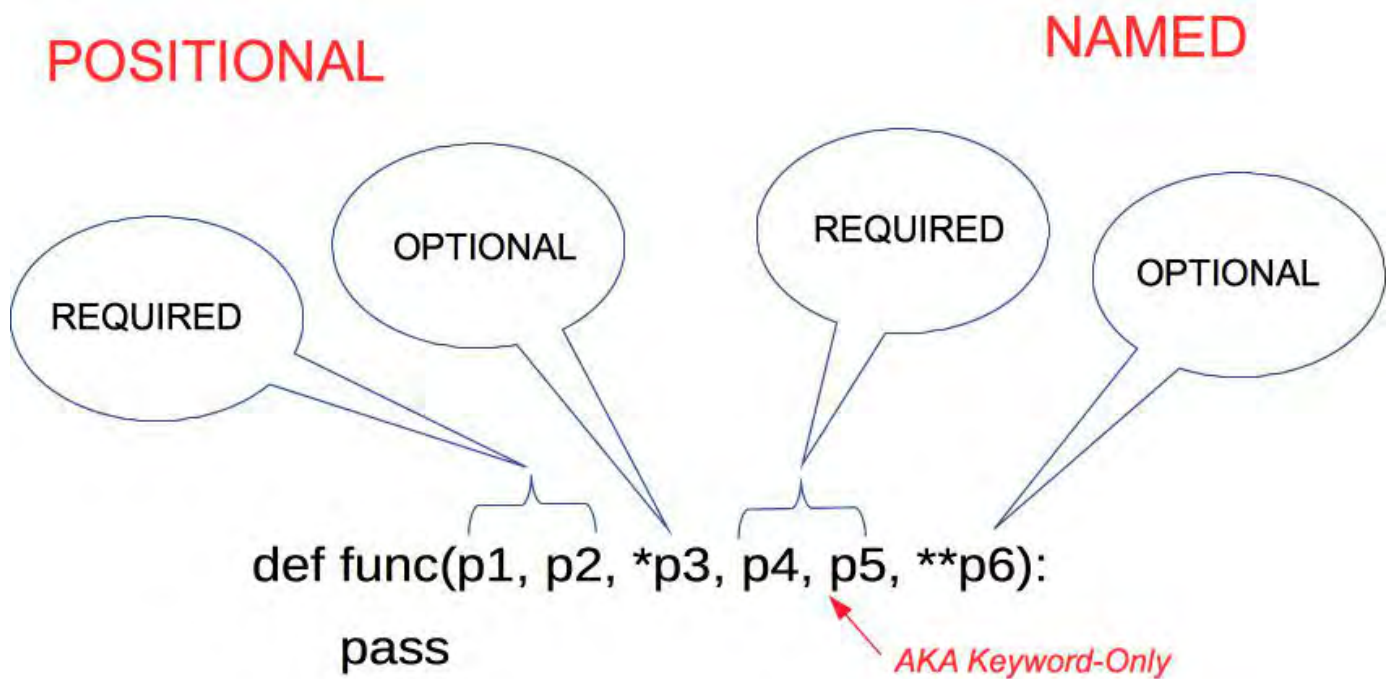 POSITIONAL
NAMED
REQUIRED
OPTIONAL
REQUIRED
OPTIONAL
def func(p1, p2, *p3, p4, p5, **p6):
pass
AKA Keyword-Only